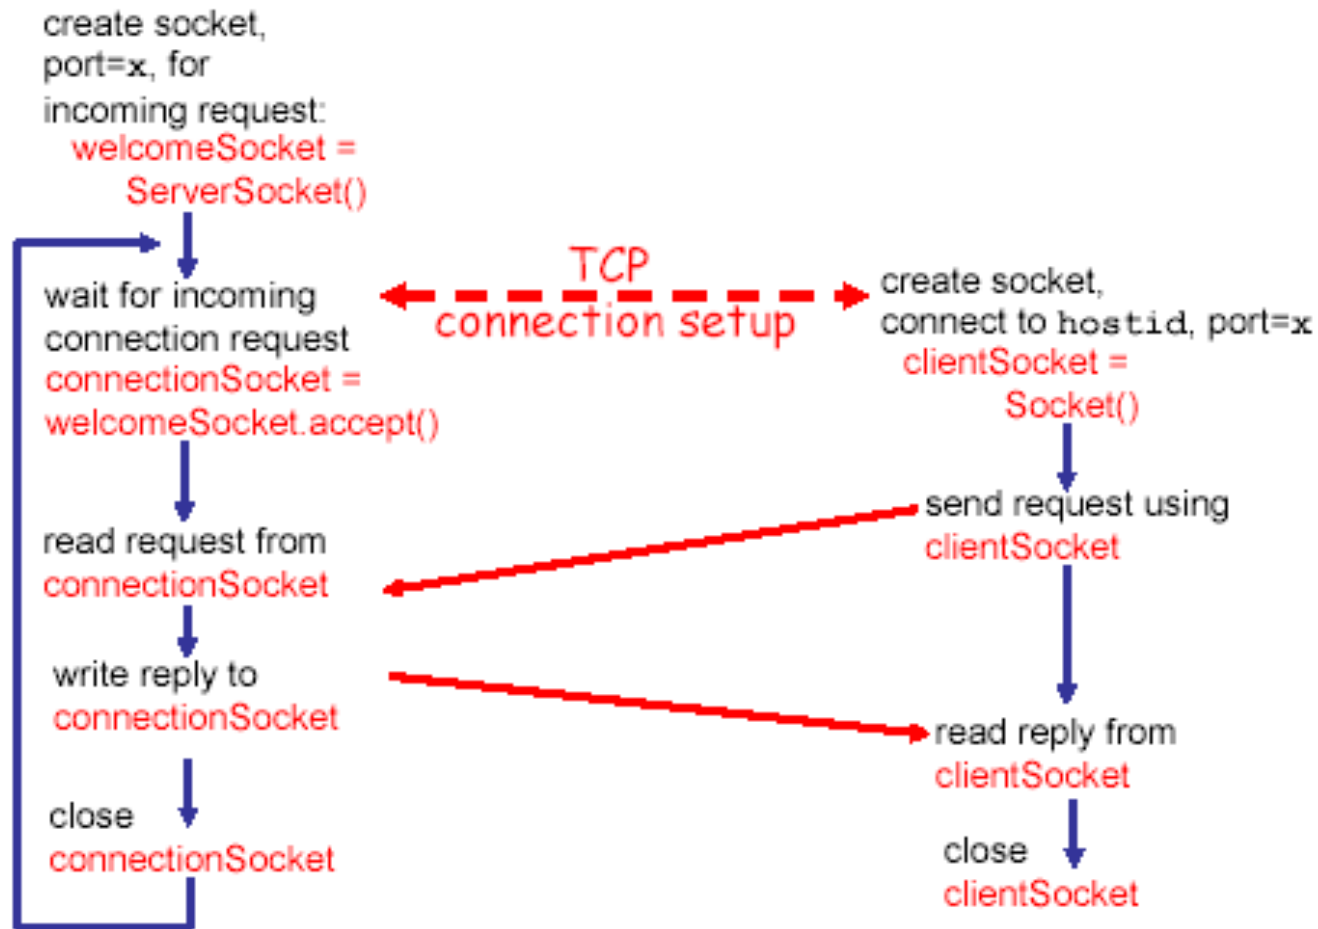 create socket,
port=x, for
incoming request:
welcomeSocket =
ServerSocket()
wait for incoming
connection request
connectionSocket =
welcomeSocket.accept()
read request from
connectionSocket
write reply to
connectionSocket
close
connectionSocket
TCP
connection setup
create socket,
connect to hostid, port=x
clientSocket =
Socket()
send request using
clientSocket
read reply from
clientSocket
close
clientSocket